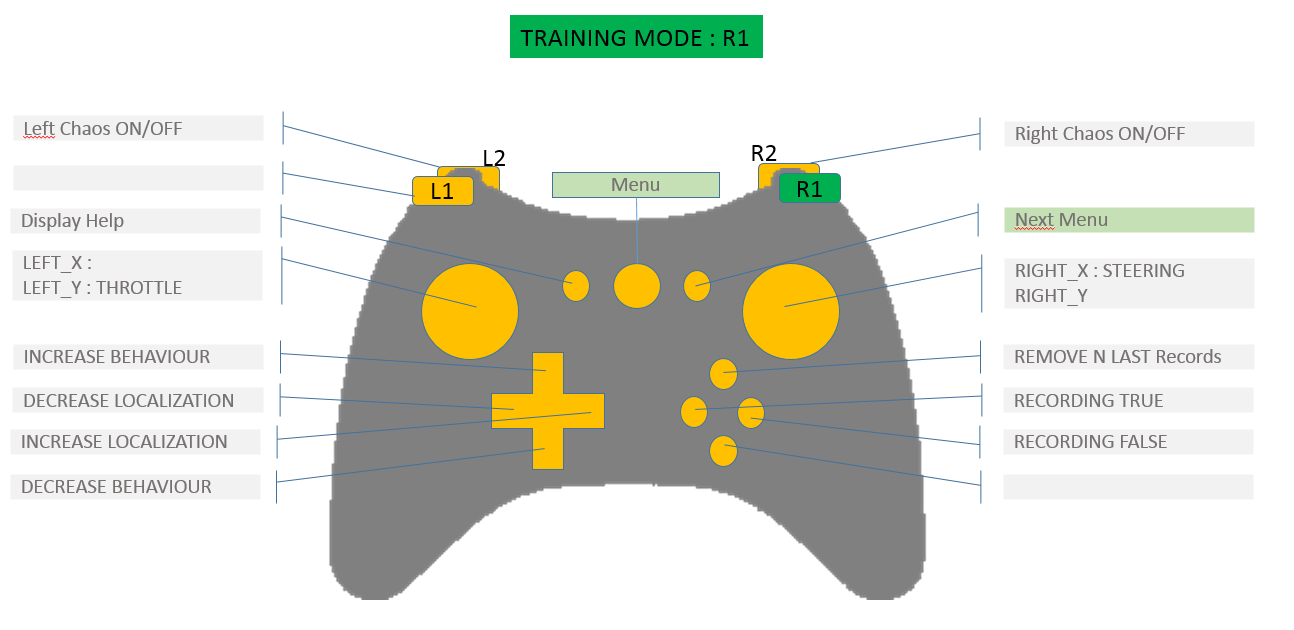 TRAINING MODE : R1
Left Chaos ON/OFF
Display Help
LEFT_X :
LEFT_Y : THROTTLE
INCREASE BEHAVIOUR
DECREASE LOCALIZATION
INCREASE LOCALIZATION
DECREASE BEHAVIOUR
L2
L1
Menu
R2
R1
Right Chaos ON/OFF
Next Menu
RIGHT_X : STEERING
RIGHT_Y
REMOVE N LAST Records
RECORDING TRUE
RECORDING FALSE